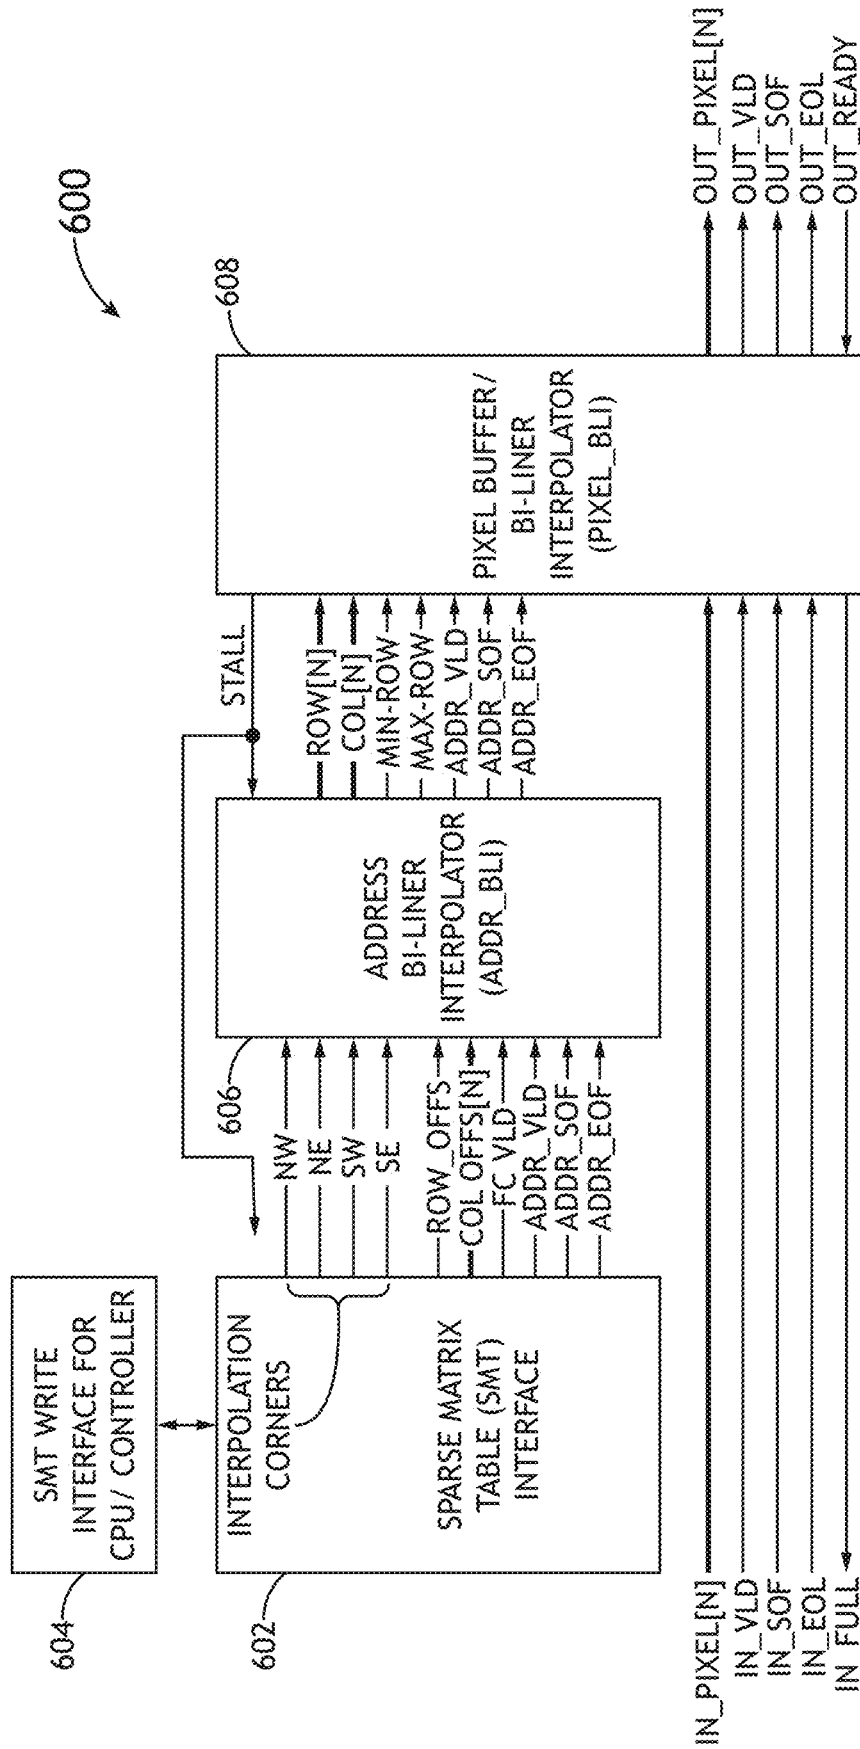 600
604
SMT WRITE
INTERFACE FOR
CPU/ CONTROLLER
602
INTERPOLATION
CORNERS
SPARSE MATRIX
TABLE (SMT)
INTERFACE
NW
NE
SW
SE
ROW_OFFS
COL OFFS[N]
FC VLD
ADDR_VLD
ADDR_SOF
ADDR_EOF
606
ADDRESS
BI-LINER
INTERPOLATOR
(ADDR_BLI)
STALL
ROW[N]
COL[N]
MIN-ROW
MAX-ROW
ADDR_VLD
ADDR_SOF
ADDR_EOF
608
PIXEL BUFFER/
BI-LINER
INTERPOLATOR
(PIXEL_BLI)
IN_PIXEL[N]
IN_VLD
IN_SOF
IN_EOL
IN_FULL
OUT_PIXEL[N]
OUT_VLD
OUT_SOF
OUT_EOL
OUT_READY